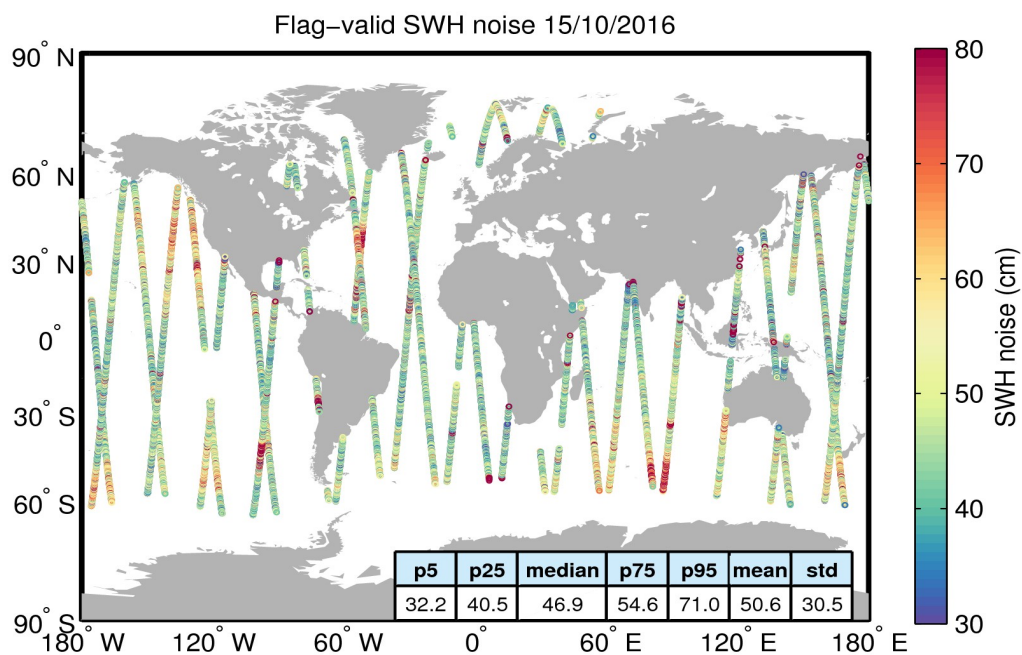 Flag–valid SWH noise 15/10/2016
90° N
60° N
30° N
0°
30° S
60° S
90° S
180° W
120° W
60° W
0°
60° E
120° E
180° E
p5 p25 median p75 p95 mean std
32.2 40.5 46.9 54.6 71.0 50.6 30.5
80
70
60
50
40
30
SWH noise (cm)